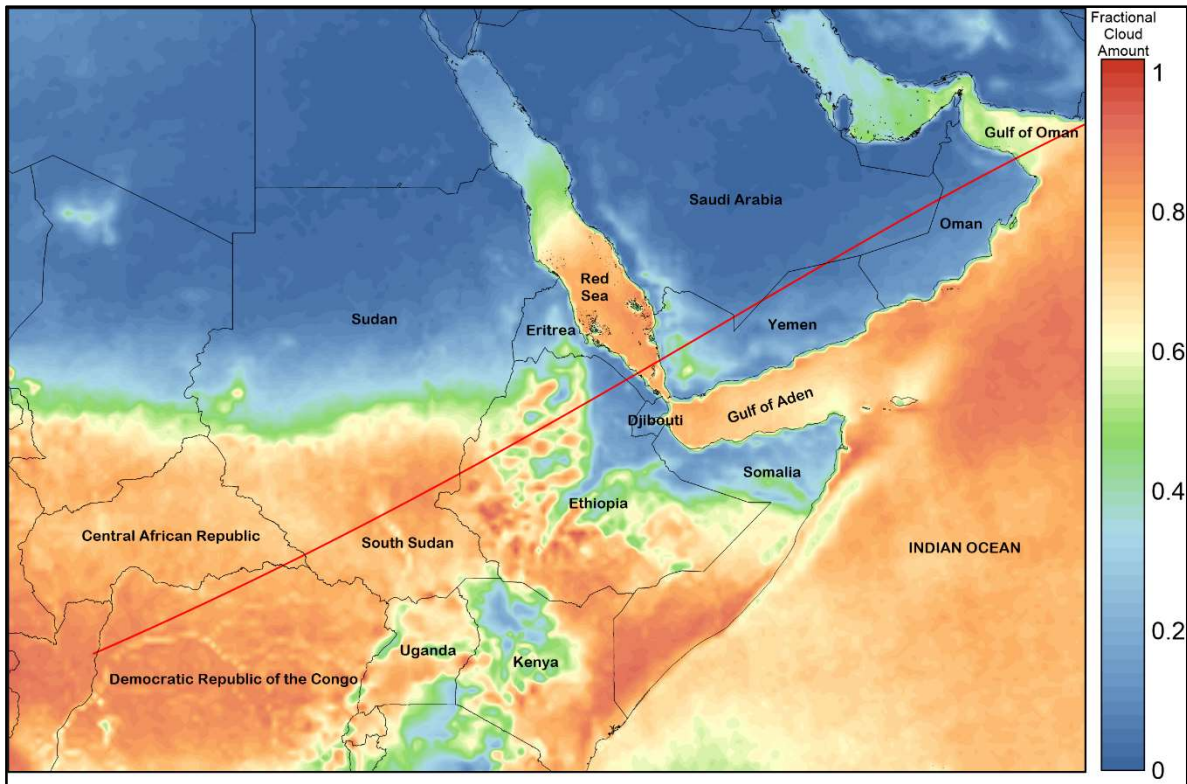 Fractional
Cloud
Amount
1
0.8
0.6
0.4
0.2
0
Gulf of Oman
Saudi Arabia
Oman
Red
Sea
Sudan
Eritrea
Yemen
Gulf of Aden
Djibouti
Somalia
Ethiopia
Central African Republic
South Sudan
INDIAN OCEAN
Uganda
Kenya
Democratic Republic of the Congo